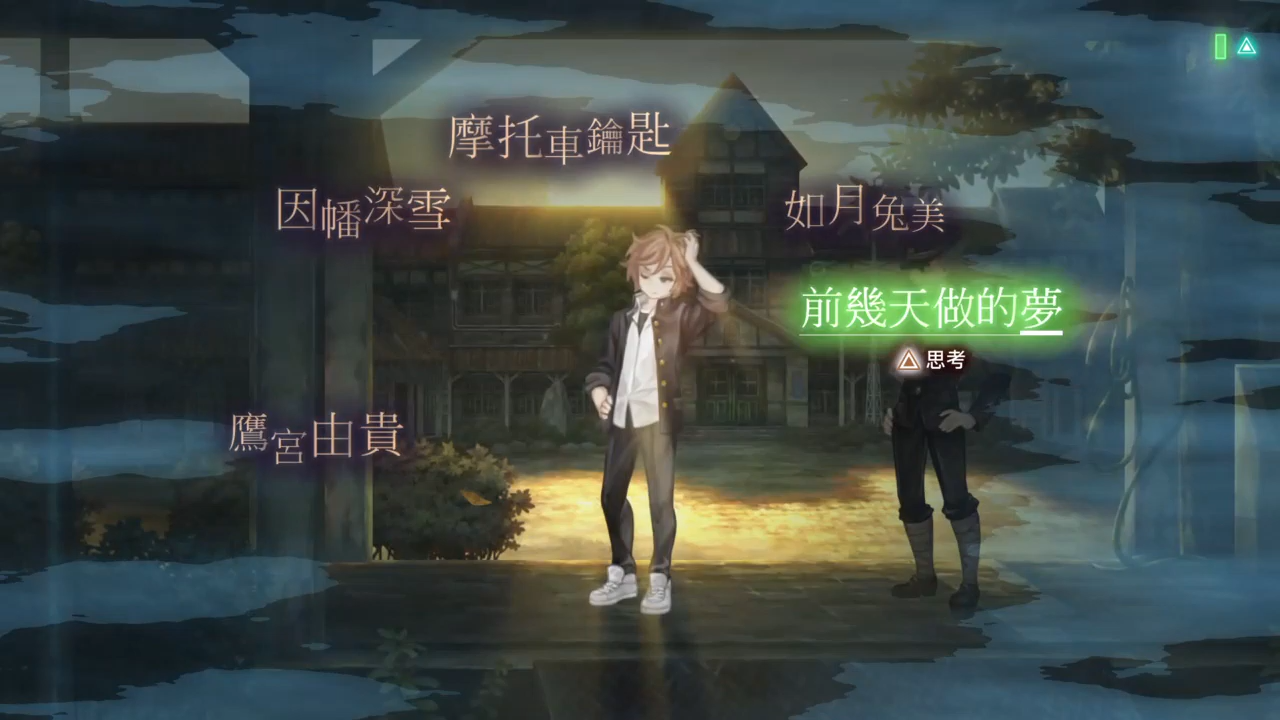 摩托車鑰匙
因幡深雪
如月兔美
前幾天做的夢
思考
鷹宮由貴